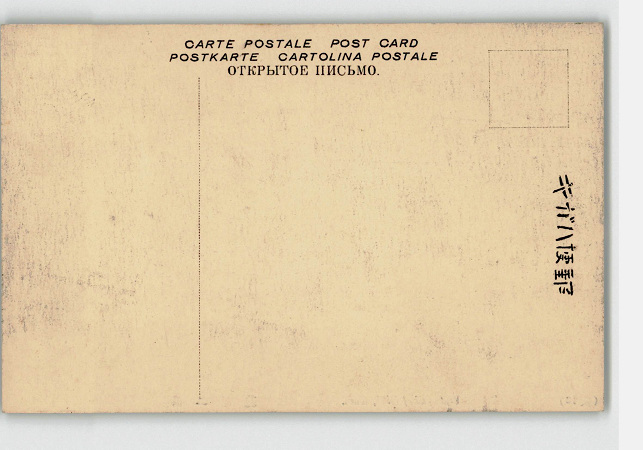 CARTE POSTALE POST CARD
POSTKARTE CARTOLINA POSTALE
ОТКРЫТОЕ ПИСЬМО.
郵便ハガキ